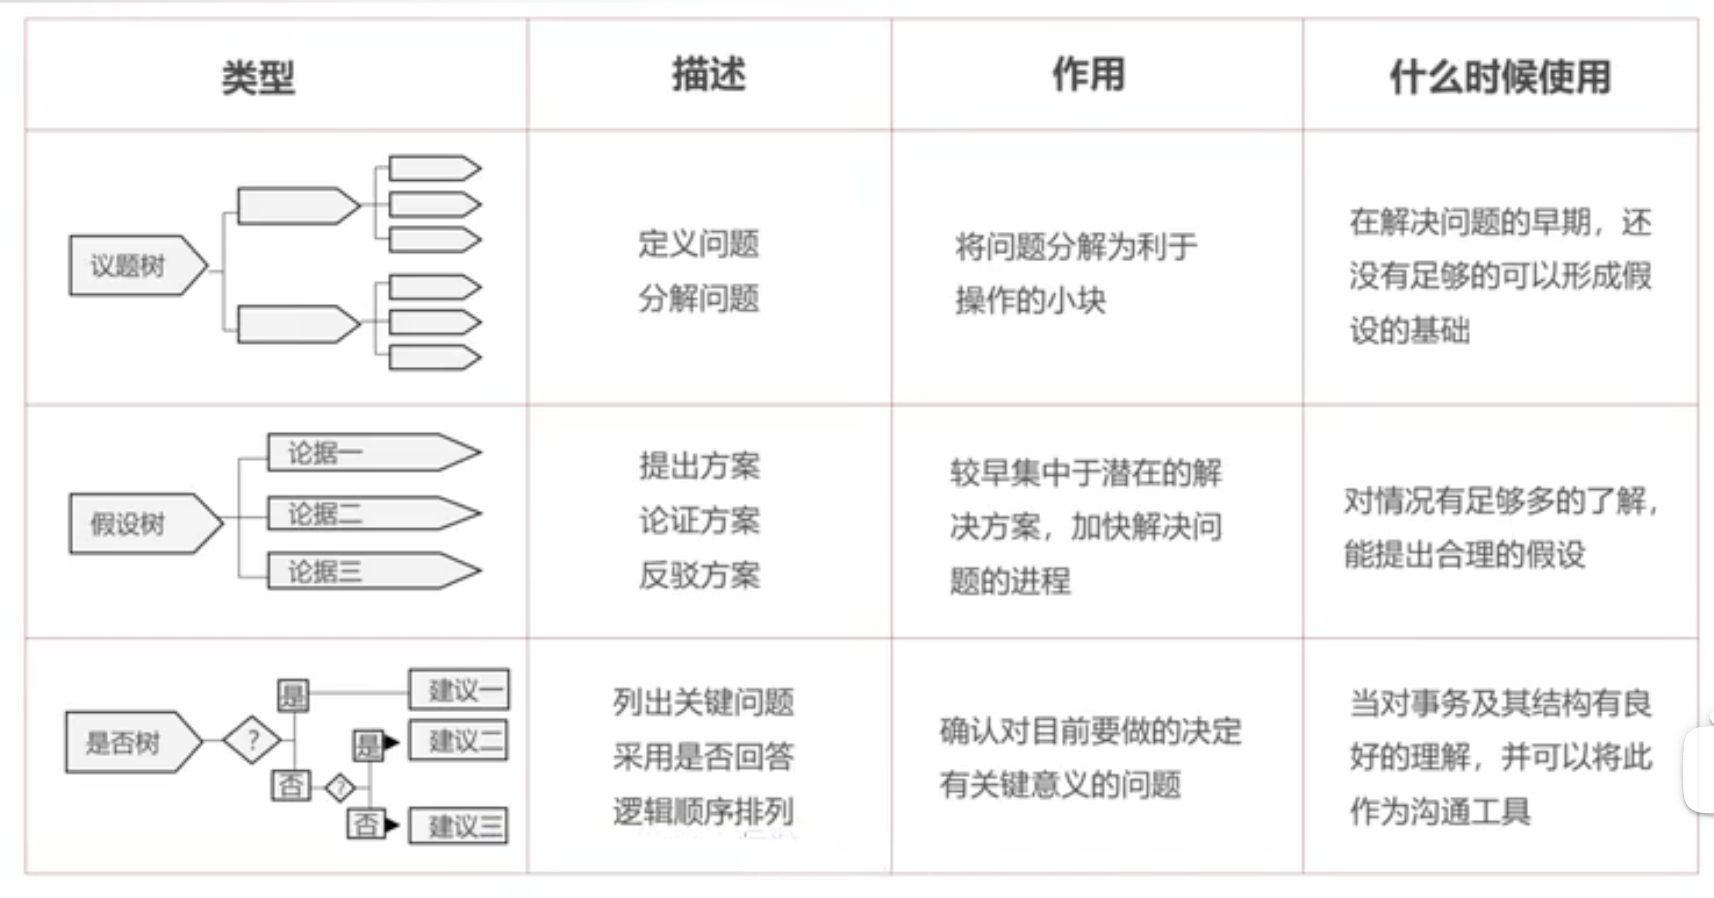 类型
描述
作用
什么时候使用
议题树
定义问题
分解问题
将问题分解为利于
操作的小块
在解决问题的早期，还
没有足够的可以形成假
设的基础
假设树
论据一
论据二
论据三
提出方案
论证方案
反驳方案
较早集中于潜在的解
决方案，加快解决问
题的进程
对情况有足够多的了解，
能提出合理的假设
是否树
?
是
否
?
是
否
建议一
建议二
建议三
列出关键问题
采用是否回答
逻辑顺序排列
确认对目前要做的决定
有关键意义的问题
当对事务及其结构有良
好的理解，并可以将此
作为沟通工具